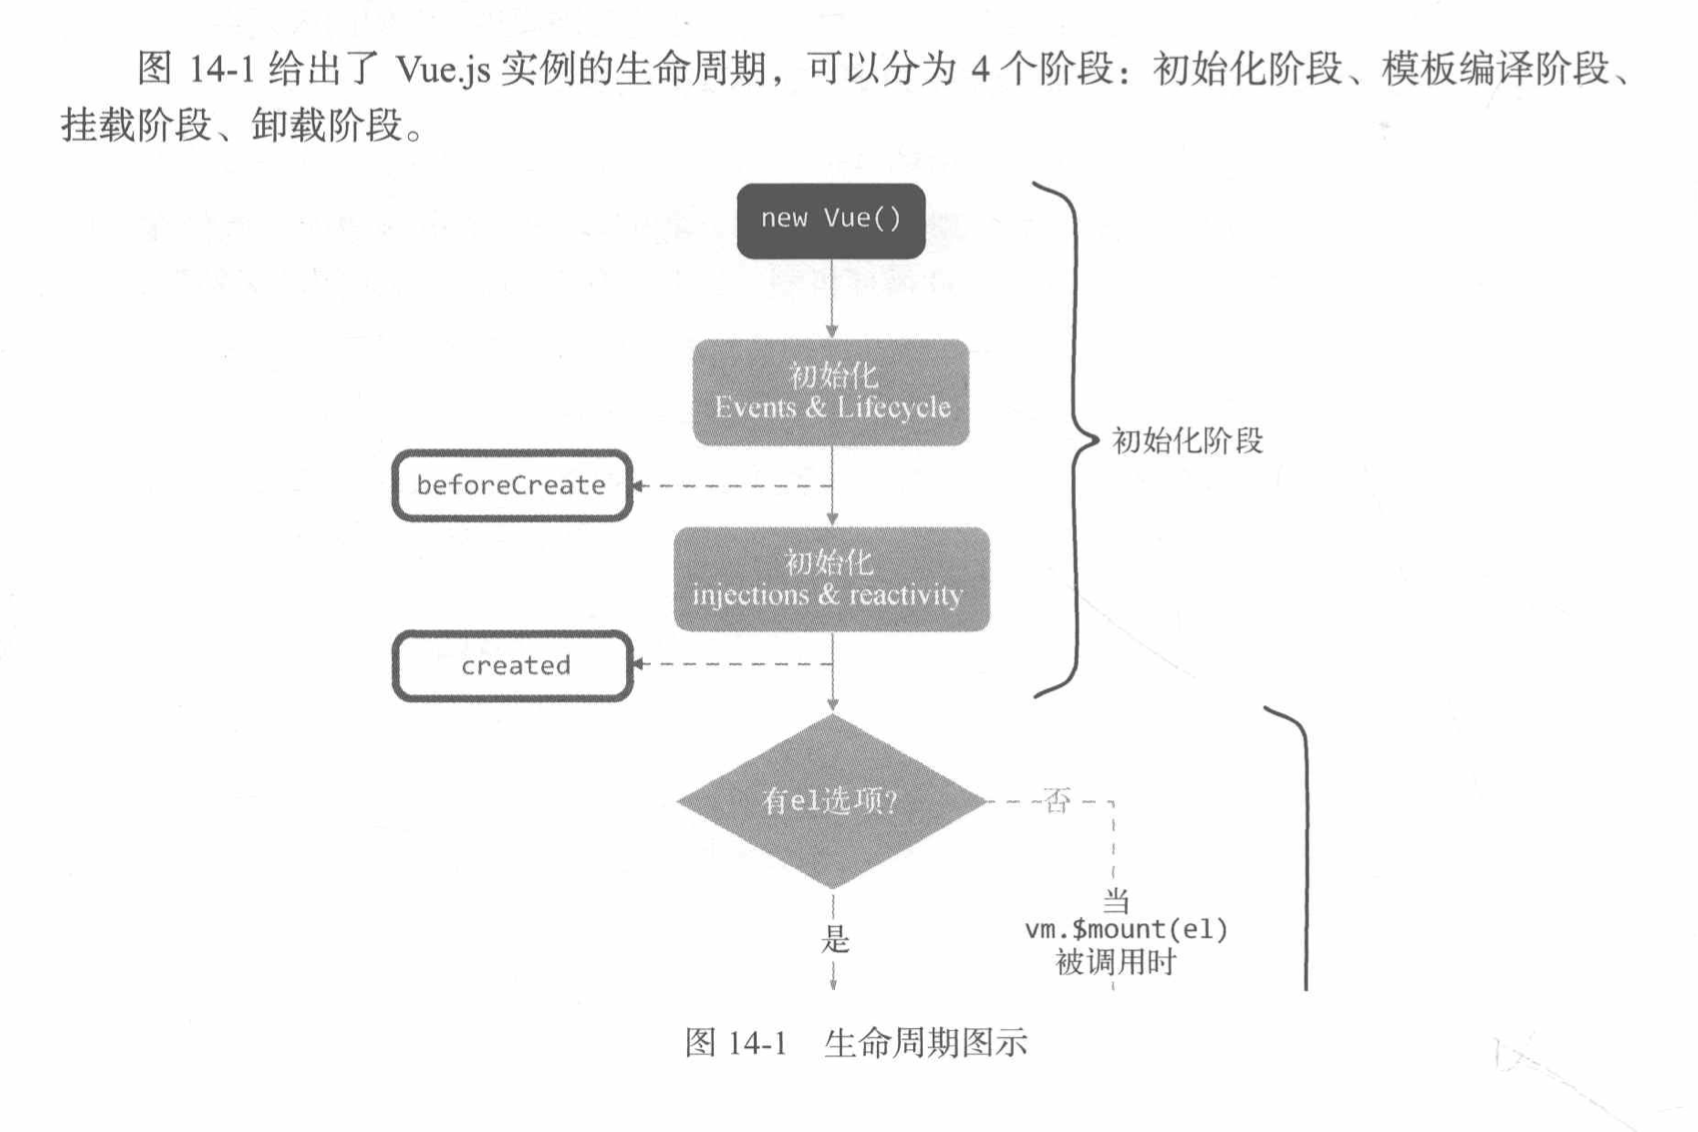 图 14-1 给出了 Vue.js 实例的生命周期，可以分为 4 个阶段：初始化阶段、模板编译阶段、
挂载阶段、卸载阶段。
new Vue()
初始化
Events & Lifecycle
初始化阶段
beforeCreate
初始化
injections & reactivity
created
有el选项?
否
当
vm.$mount(el)
被调用时
是
图 14-1 生命周期图示